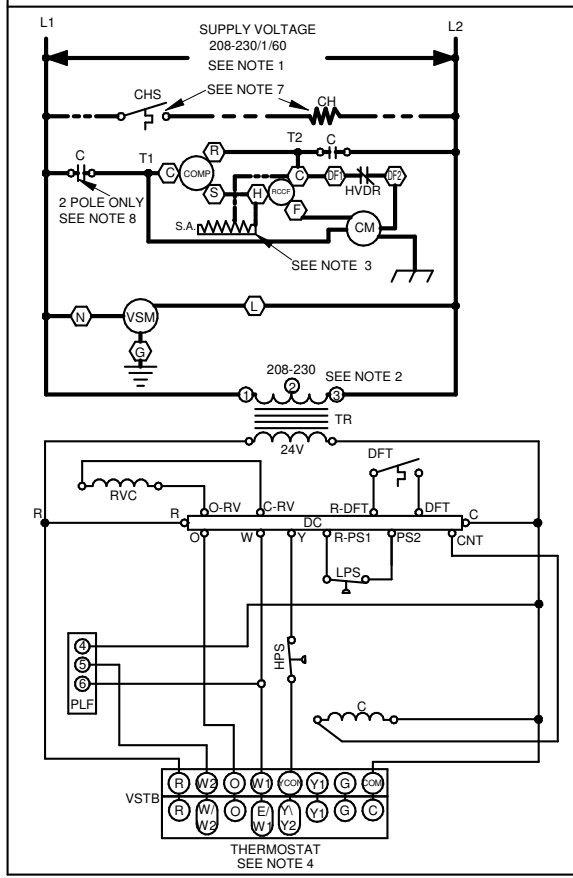 L1
L2
SUPPLY VOLTAGE
208-230/1/60
SEE NOTE 1
SEE NOTE 7
CHS
CH
R
T2
C
C
T1
C
COMP
S
H
RCCF
C
DF1
HVDR
DF2
F
2 POLE ONLY
SEE NOTE 8
S.A.
CM
SEE NOTE 3
N
VSM
L
G
208-230
SEE NOTE 2
1
2
3
TR
24V
DFT
RVC
O-RV
C-RV
R-DFT
DFT
R
R
DC
C
O
W
Y
R-PS1
PS2
CNT
LPS
4
5
6
PLF
HPS
C
VSTB
R
W2
O
W1
YCON
Y1
G
COM
R
W/
W2
O
E/
W1
Y\
Y2
Y1
G
C
THERMOSTAT
SEE NOTE 4